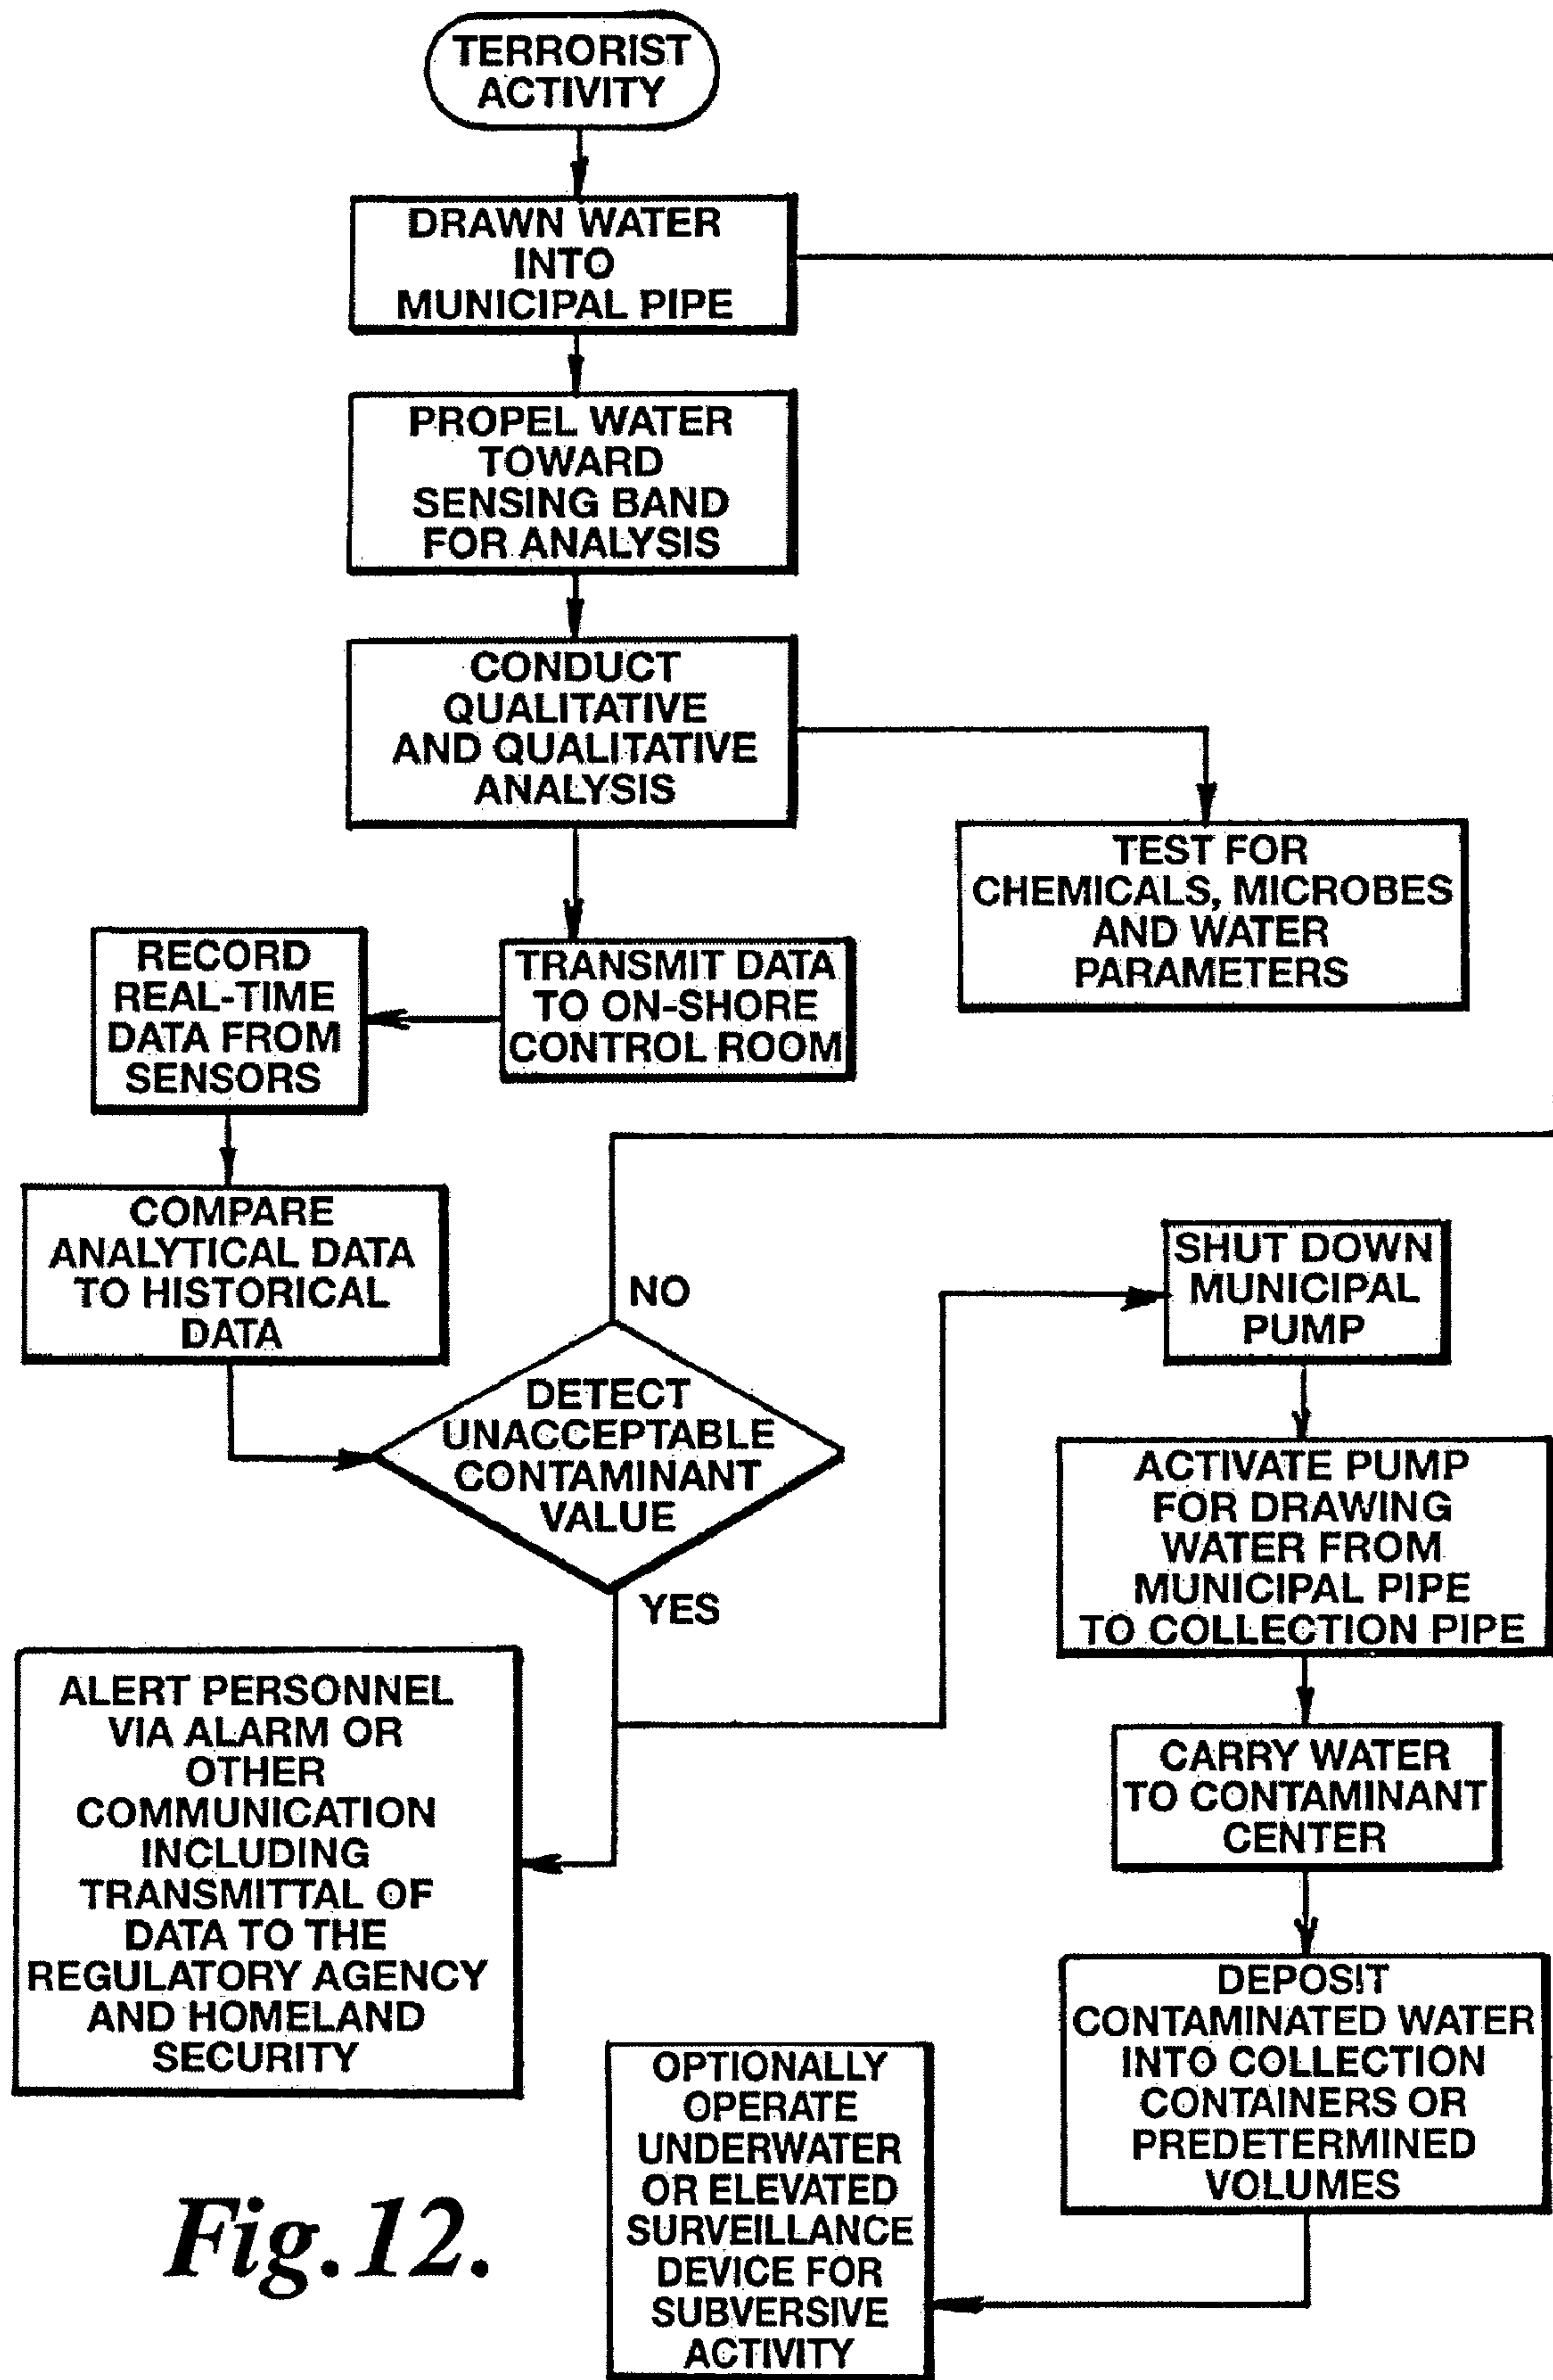 TERRORIST
ACTIVITY
DRAWN WATER
INTO
MUNICIPAL PIPE
PROPEL WATER
TOWARD
SENSING BAND
FOR ANALYSIS
CONDUCT
QUALITATIVE
AND QUALITATIVE
ANALYSIS
TEST FOR
CHEMICALS, MICROBES
AND WATER
PARAMETERS
TRANSMIT DATA
TO ON-SHORE
CONTROL ROOM
RECORD
REAL-TIME
DATA FROM
SENSORS
COMPARE
ANALYTICAL DATA
TO HISTORICAL
DATA
NO
DETECT
UNACCEPTABLE
CONTAMINANT
VALUE
YES
SHUT DOWN
MUNICIPAL
PUMP
ACTIVATE PUMP
FOR DRAWING
WATER FROM
MUNICIPAL PIPE
TO COLLECTION PIPE
CARRY WATER
TO CONTAMINANT
CENTER
DEPOSIT
CONTAMINATED WATER
INTO COLLECTION
CONTAINERS OR
PREDETERMINED
VOLUMES
ALERT PERSONNEL
VIA ALARM OR
OTHER
COMMUNICATION
INCLUDING
TRANSMITTAL OF
DATA TO THE
REGULATORY AGENCY
AND HOMELAND
SECURITY
OPTIONALLY
OPERATE
UNDERWATER
OR ELEVATED
SURVEILLANCE
DEVICE FOR
SUBVERSIVE
ACTIVITY
Fig.12.